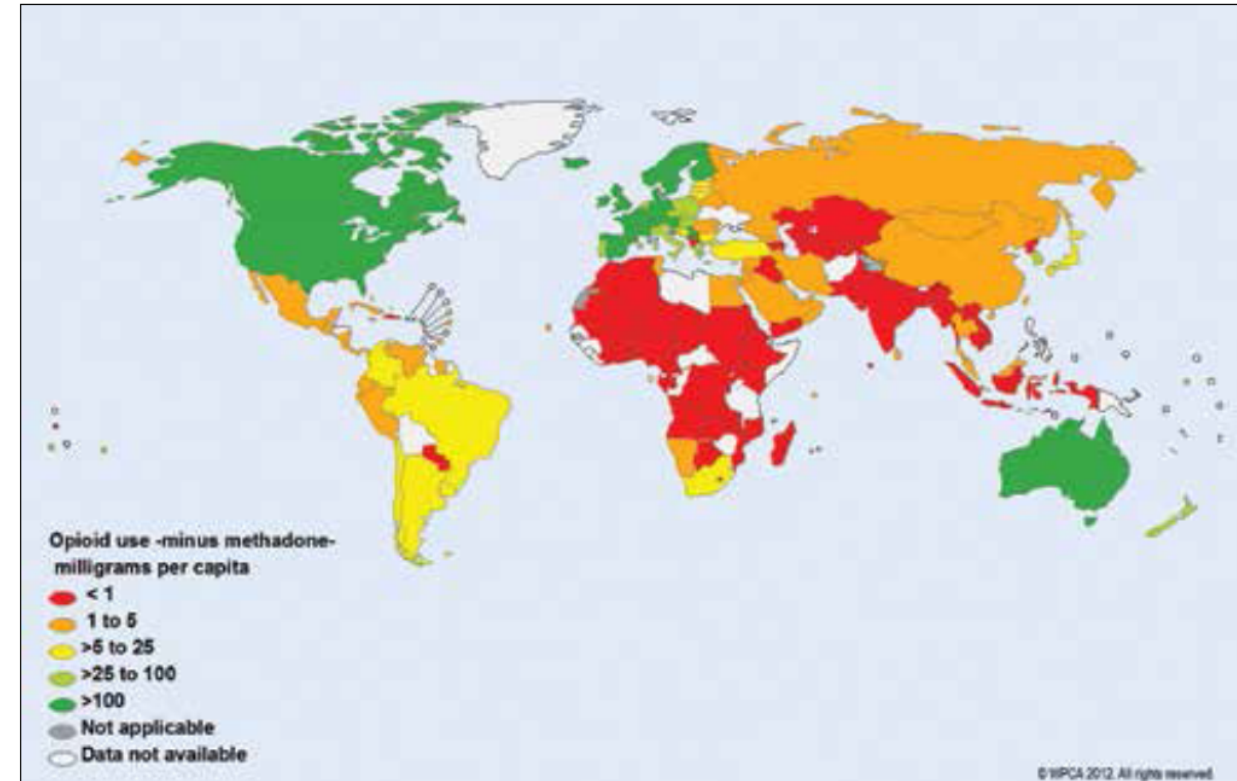 Opioid use -minus methadone-
milligrams per capita
< 1
1 to 5
>5 to 25
>25 to 100
>100
Not applicable
Data not available
© WPCA 2012. All rights reserved.